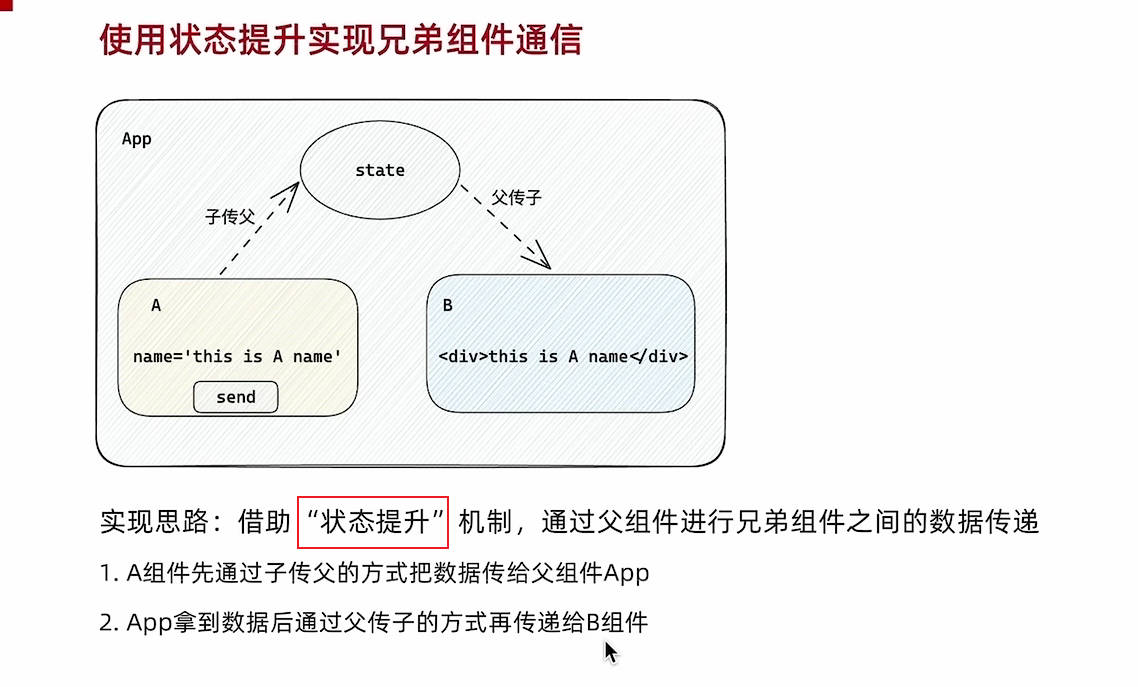 使用状态提升实现兄弟组件通信
App
state
子传父
父传子
A
name='this is A name'
send
B
<div>this is A name</div>
实现思路：借助 “状态提升” 机制，通过父组件进行兄弟组件之间的数据传递
1. A组件先通过子传父的方式把数据传给父组件App
2. App拿到数据后通过父传子的方式再传递给B组件